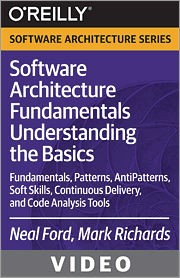 O'REILLY®
SOFTWARE ARCHITECTURE SERIES
Software
Architecture
Fundamentals
Understanding
the Basics
Fundamentals, Patterns, AntiPatterns,
Soft Skills, Continuous Delivery,
and Code Analysis Tools
Neal Ford, Mark Richards
VIDEO